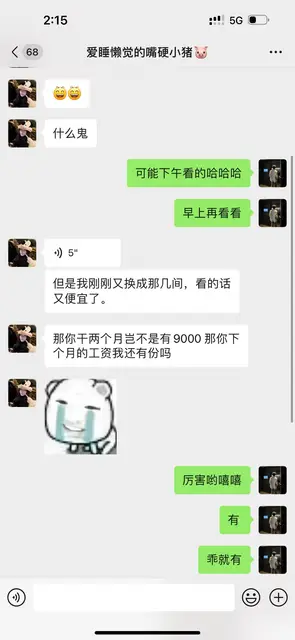 2:15
5G
68
爱睡懒觉的嘴硬小猪🐷
😆😆
什么鬼
可能下午看的哈哈哈
早上再看看
5"
但是我刚刚又换成那几间，看的话
又便宜了。
那你干两个月岂不是有9000 那你下
个月的工资我还有份吗
厉害哟嘻嘻
有
乖就有